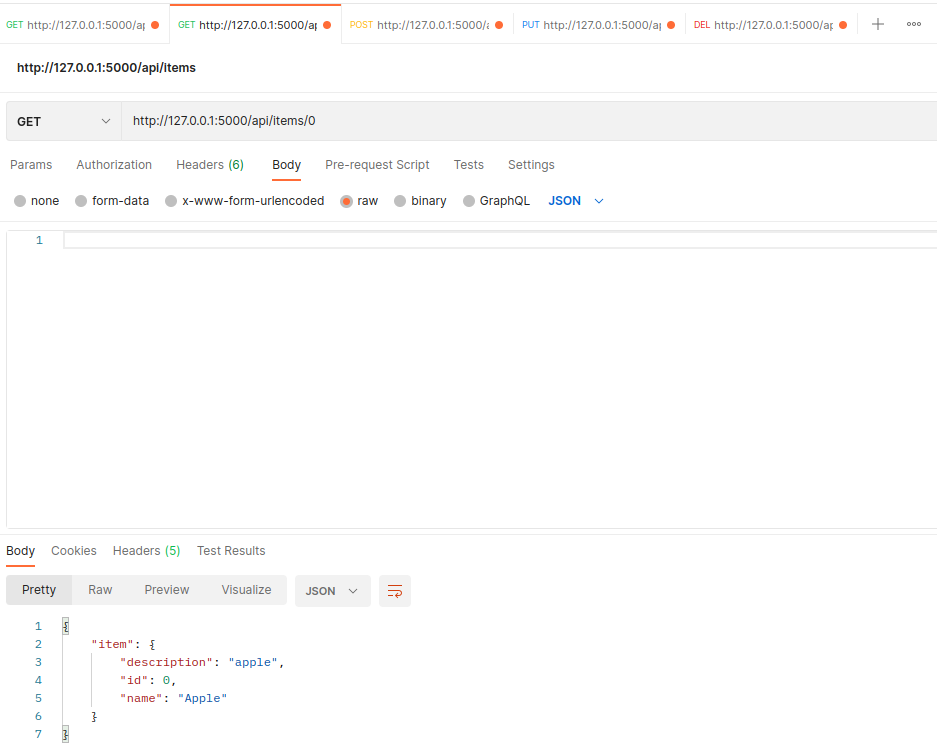 GET http://127.0.0.1:5000/ap GET http://127.0.0.1:5000/ap POST http://127.0.0.1:5000/a PUT http://127.0.0.1:5000/ap DEL http://127.0.0.1:5000/ap
http://127.0.0.1:5000/api/items
GET http://127.0.0.1:5000/api/items/0
Params Authorization Headers (6) Body Pre-request Script Tests Settings
none form-data x-www-form-urlencoded raw binary GraphQL JSON
1
Body Cookies Headers (5) Test Results
Pretty Raw Preview Visualize JSON
1 {
2 "item": {
3 "description": "apple",
4 "id": 0,
5 "name": "Apple"
6 }
7 }